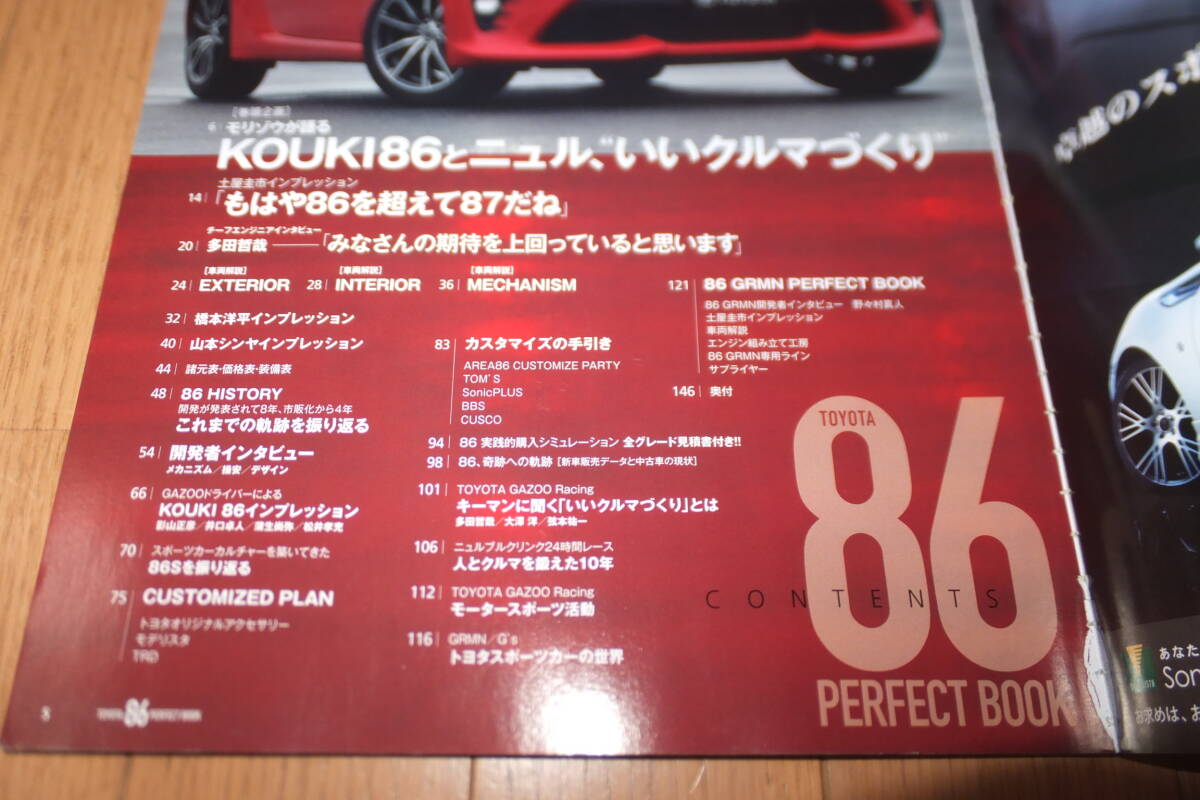 [巻頭企画]
6 モリゾウが語る
KOUKI86とニュル、“いいクルマづくり”
土屋圭市インプレッション
14 「もはや86を超えて87だね」
チーフエンジニアインタビュー
20 多田哲哉――「みなさんの期待を上回っていると思います」
[車両解説]
24 EXTERIOR
[車両解説]
28 INTERIOR
[車両解説]
36 MECHANISM
32 橋本洋平インプレッション
40 山本シンヤインプレッション
44 諸元表・価格表・装備表
48 86 HISTORY
開発が発表されて8年、市販化から4年
これまでの軌跡を振り返る
54 開発者インタビュー
メカニズム／操安／デザイン
66 GAZOOドライバーによる
KOUKI 86インプレッション
影山正彦／井口卓人／蒲生尚弥／松井孝允
70 スポーツカーカルチャーを築いてきた
86Sを振り返る
75 CUSTOMIZED PLAN
トヨタオリジナルアクセサリー
モデリスタ
TRD
83 カスタマイズの手引き
AREA86 CUSTOMIZE PARTY
TOM'S
SonicPLUS
BBS
CUSCO
94 86 実践的購入シミュレーション 全グレード見積書付き!!
98 86、奇跡への軌跡 [新車販売データと中古車の現状]
101 TOYOTA GAZOO Racing
キーマンに聞く「いいクルマづくり」とは
多田哲哉／大澤 洋／弦本祐一
106 ニュルブルクリンク24時間レース
人とクルマを鍛えた10年
112 TOYOTA GAZOO Racing
モータースポーツ活動
116 GRMN／G's
トヨタスポーツカーの世界
121 86 GRMN PERFECT BOOK
86 GRMN開発者インタビュー 野々村真人
土屋圭市インプレッション
車両解説
エンジン組み立て工房
86 GRMN専用ライン
サプライヤー
146 奥付
TOYOTA
86
CONTENTS
PERFECT BOOK
5 TOYOTA 86 PERFECT BOOK
卓越のスポ
あなた
Son
お求めは、お